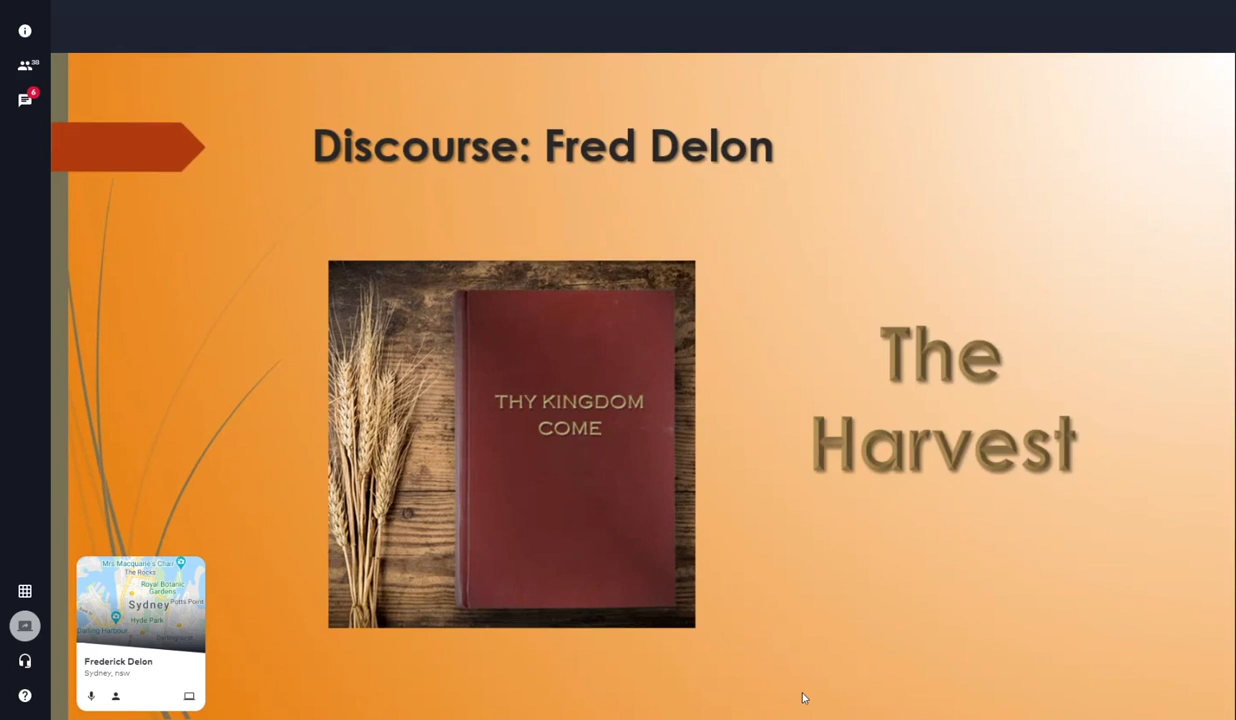 38
6
Discourse: Fred Delon
THY KINGDOM
COME
The
Harvest
Mrs Macquarie's Chair
The Rocks
Royal Botanic
Gardens
Potts Point
Sydney
Hyde Park
Darling Harbour
Darlinghurst
Frederick Delon
Sydney, nsw